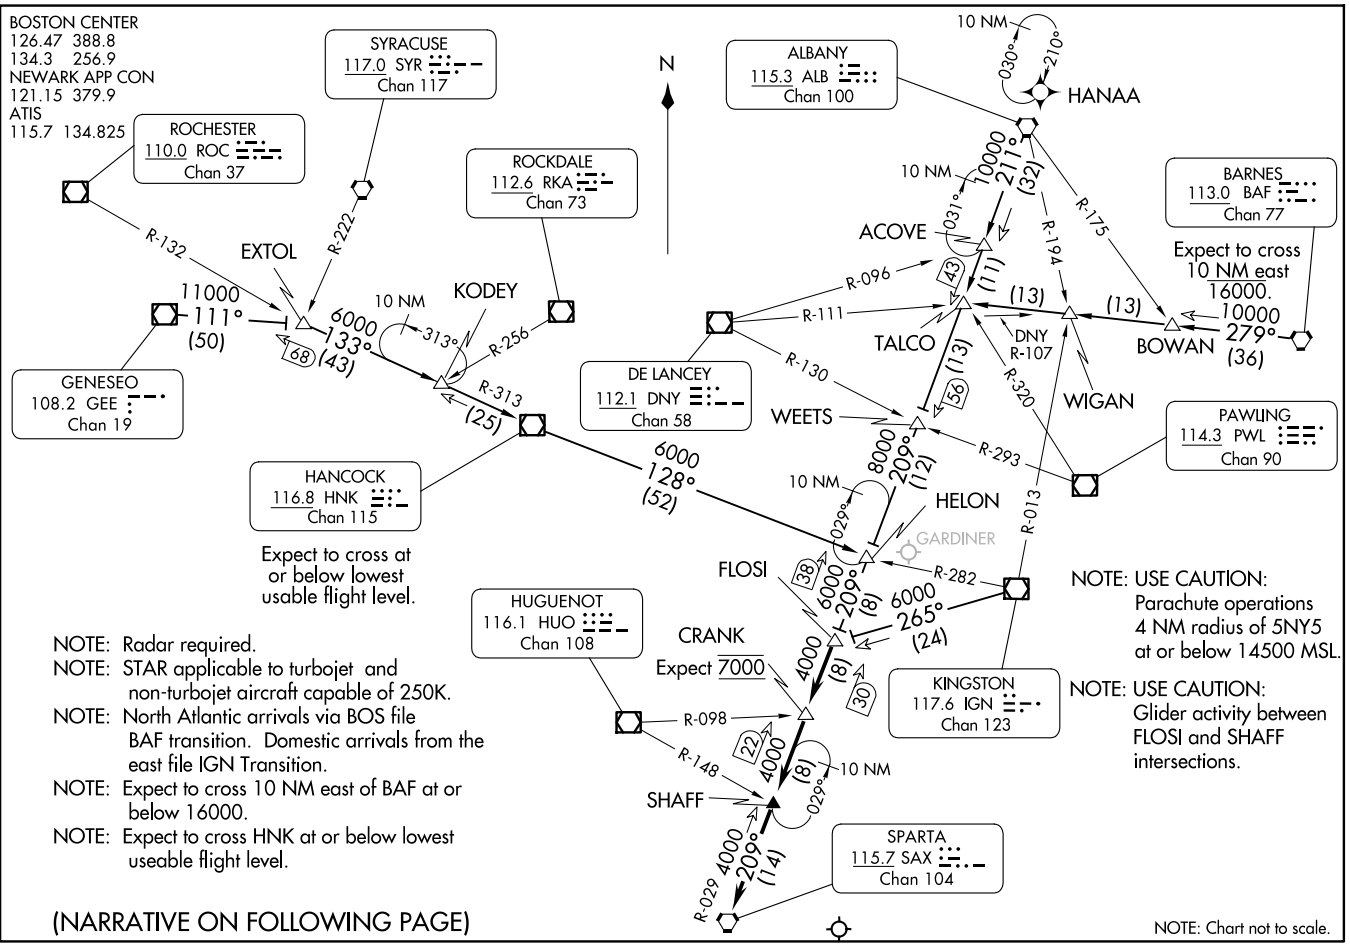 BOSTON CENTER
126.47 388.8
134.3 256.9
NEWARK APP CON
121.15 379.9
ATIS
115.7 134.825
ROCHESTER
110.0 ROC
Chan 37
SYRACUSE
117.0 SYR
Chan 117
ROCKDALE
112.6 RKA
Chan 73
N
ALBANY
115.3 ALB
Chan 100
10 NM
030°
210°
HANAA
BARNES
113.0 BAF
Chan 77
Expect to cross
10 NM east
16000.
10000
279°
(36)
10000
211°
(32)
10 NM
031°
ACOVE
R-194
R-175
R-132
R-222
EXTOL
11000
111°
(50)
6000
133°
(43)
68
10 NM
313°
KODEY
R-256
R-313
(25)
GENESEO
108.2 GEE
Chan 19
R-096
R-111
R-130
43
(11)
(13)
(13)
TALCO
DNY
R-107
BOWAN
WIGAN
R-320
DE LANCEY
112.1 DNY
Chan 58
(13)
56
WEETS
PAWLING
114.3 PWL
Chan 90
R-293
R-013
HANCOCK
116.8 HNK
Chan 115
Expect to cross at
or below lowest
usable flight level.
6000
128°
(52)
8000
209°
(12)
10 NM
029°
HELON
GARDINER
FLOSI
38
6000
209°
(8)
R-282
6000
265°
(24)
HUGUENOT
116.1 HUO
Chan 108
CRANK
Expect 7000
4000
(8)
30
KINGSTON
117.6 IGN
Chan 123
NOTE: USE CAUTION:
Parachute operations
4 NM radius of 5NY5
at or below 14500 MSL.
NOTE: USE CAUTION:
Glider activity between
FLOSI and SHAFF
intersections.
R-098
R-148
22
4000
(8)
10 NM
029°
SHAFF
R-029
4000
209°
(14)
SPARTA
115.7 SAX
Chan 104
NOTE: Radar required.
NOTE: STAR applicable to turbojet and
non-turbojet aircraft capable of 250K.
NOTE: North Atlantic arrivals via BOS file
BAF transition. Domestic arrivals from the
east file IGN Transition.
NOTE: Expect to cross 10 NM east of BAF at or
below 16000.
NOTE: Expect to cross HNK at or below lowest
useable flight level.
(NARRATIVE ON FOLLOWING PAGE)
NOTE: Chart not to scale.